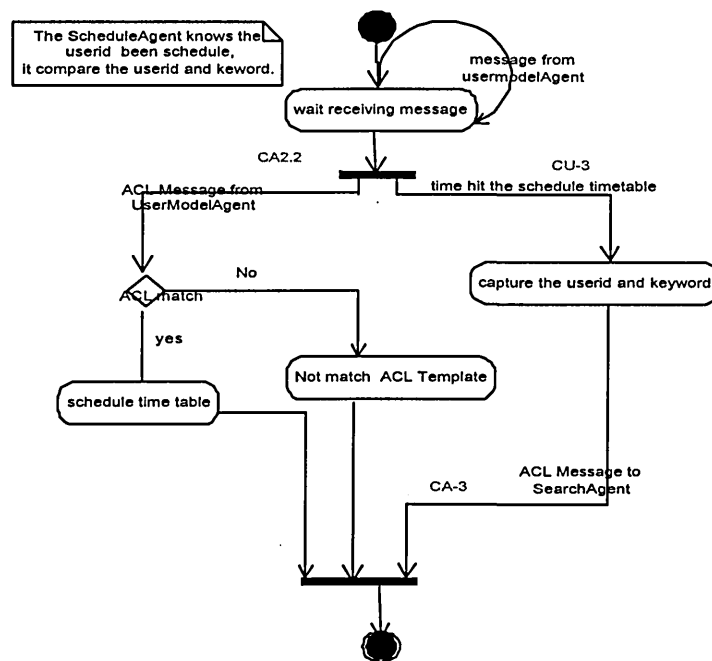 The ScheduleAgent knows the
userid been schedule,
it compare the userid and keword.
message from
usermodelAgent
wait receiving message
CA2.2
CU-3
ACL Message from
UserModelAgent
time hit the schedule timetable
No
capture the userid and keyword
ACL match
yes
Not match ACL Template
schedule time table
ACL Message to
SearchAgent
CA-3